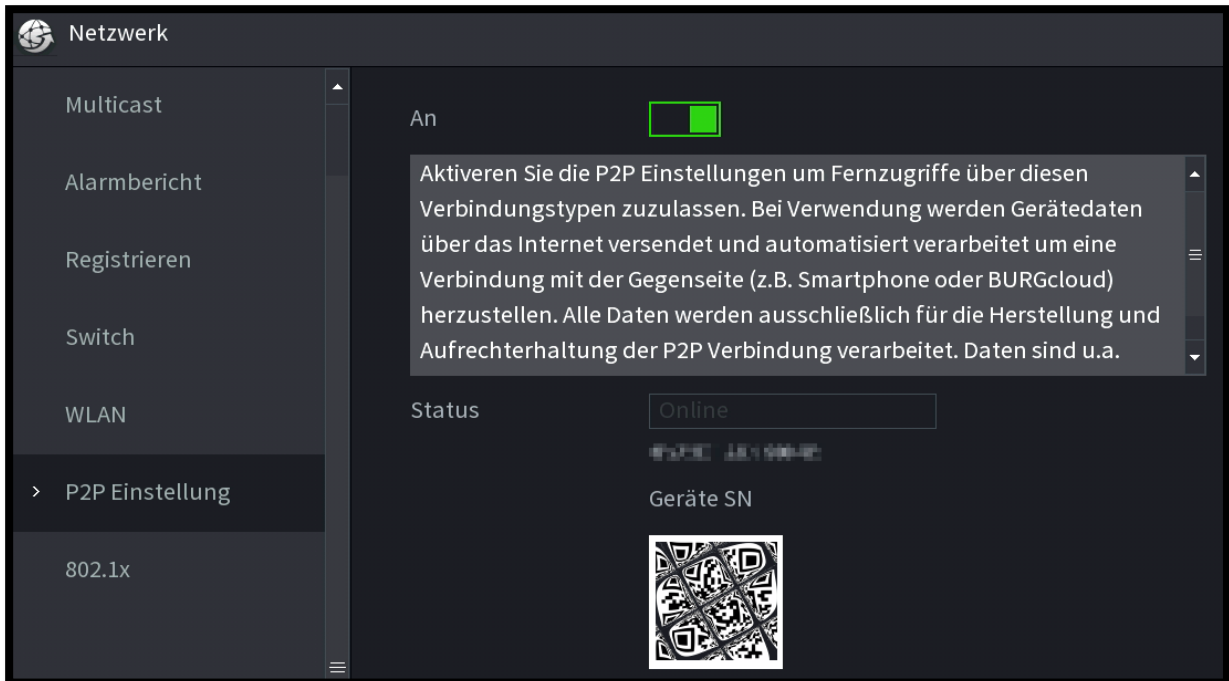 Netzwerk
Multicast
Alarmbericht
Registrieren
Switch
WLAN
P2P Einstellung
802.1x
An
Aktiveren Sie die P2P Einstellungen um Fernzugriffe über diesen
Verbindungstypen zuzulassen. Bei Verwendung werden Gerätedaten
über das Internet versendet und automatisiert verarbeitet um eine
Verbindung mit der Gegenseite (z.B. Smartphone oder BURGcloud)
herzustellen. Alle Daten werden ausschließlich für die Herstellung und
Aufrechterhaltung der P2P Verbindung verarbeitet. Daten sind u.a.
Status
Online
Geräte SN